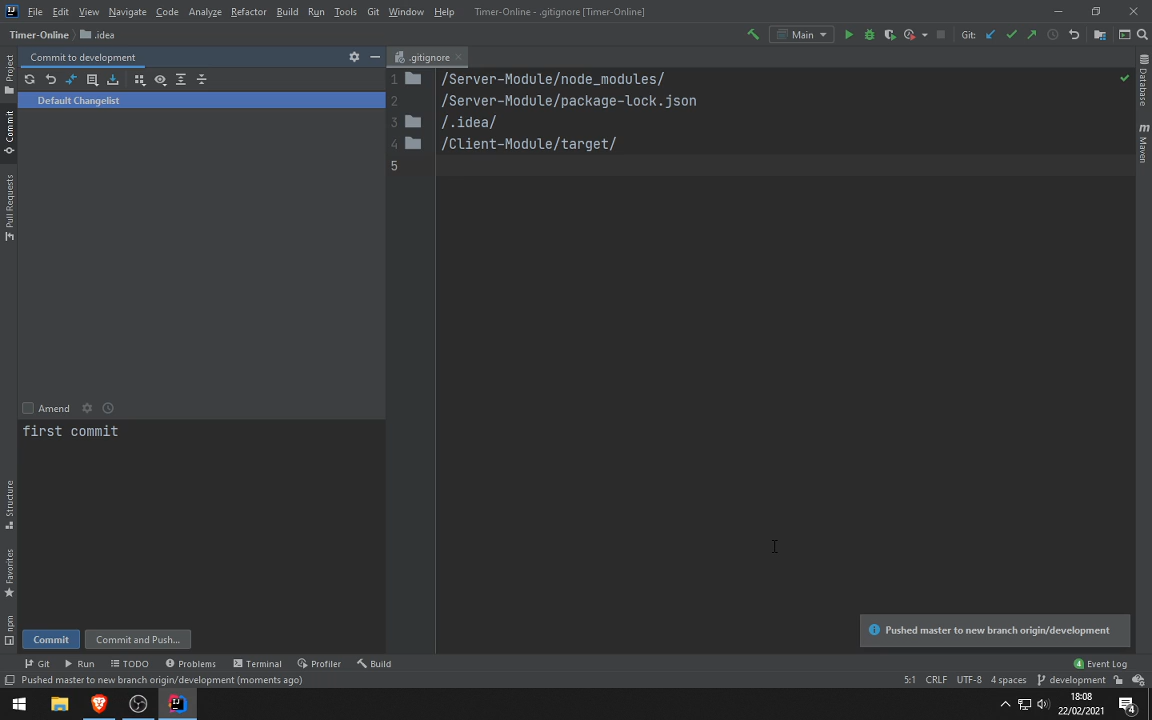 File Edit View Navigate Code Analyze Refactor Build Run Tools Git Window Help Timer-Online - .gitignore [Timer-Online]
Timer-Online .idea Main Git:
Commit to development
.gitignore
Project
Commit
Pull Requests
Structure
Favorites
npm
Database
Maven
Default Changelist
1 /Server-Module/node_modules/
2 /Server-Module/package-lock.json
3 /.idea/
4 /Client-Module/target/
5
Amend
first commit
Commit Commit and Push...
Pushed master to new branch origin/development
Git Run TODO Problems Terminal Profiler Build 4 Event Log
Pushed master to new branch origin/development (moments ago) 5:1 CRLF UTF-8 4 spaces development
18:08
22/02/2021
4